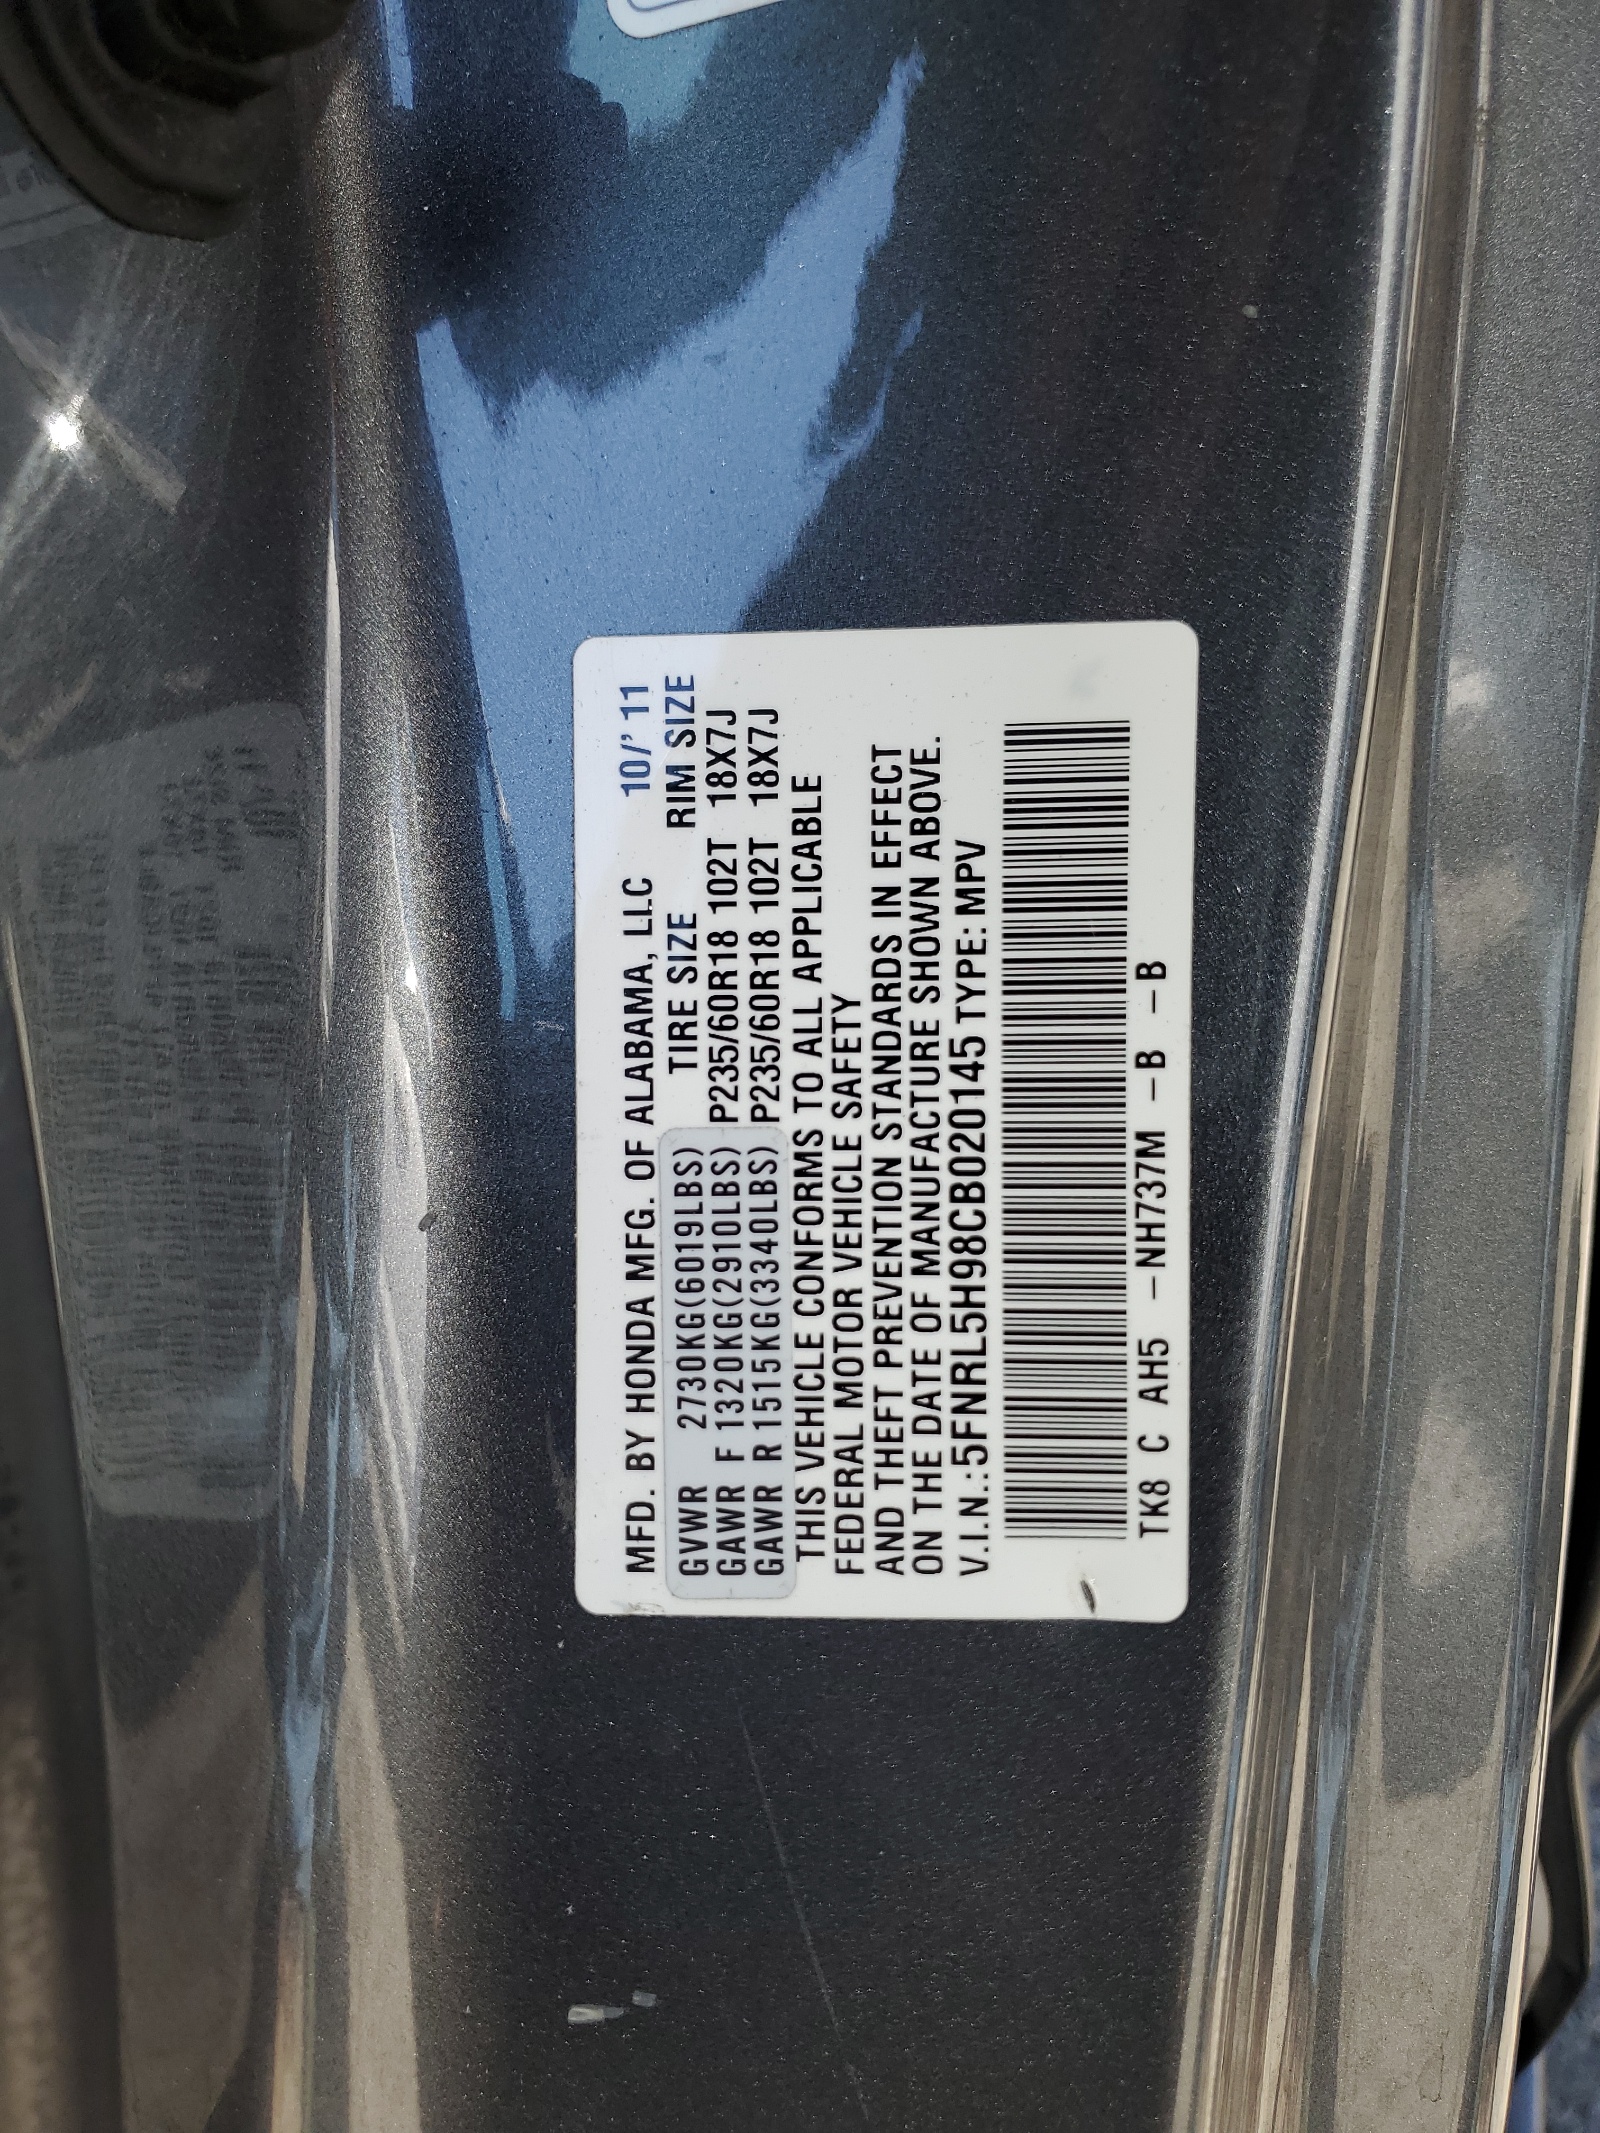 MFD. BY HONDA MFG. OF ALABAMA, LLC 10/' 11
TIRE SIZE RIM SIZE
GVWR 2730KG(6019LBS)
GAWR F 1320KG(2910LBS) P235/60R18 102T 18X7J
GAWR R 1515KG(3340LBS) P235/60R18 102T 18X7J
THIS VEHICLE CONFORMS TO ALL APPLICABLE
FEDERAL MOTOR VEHICLE SAFETY
AND THEFT PREVENTION STANDARDS IN EFFECT
ON THE DATE OF MANUFACTURE SHOWN ABOVE.
V.I.N.:5FNRL5H98CB020145 TYPE: MPV
TK8 C AH5 –NH737M –B –B